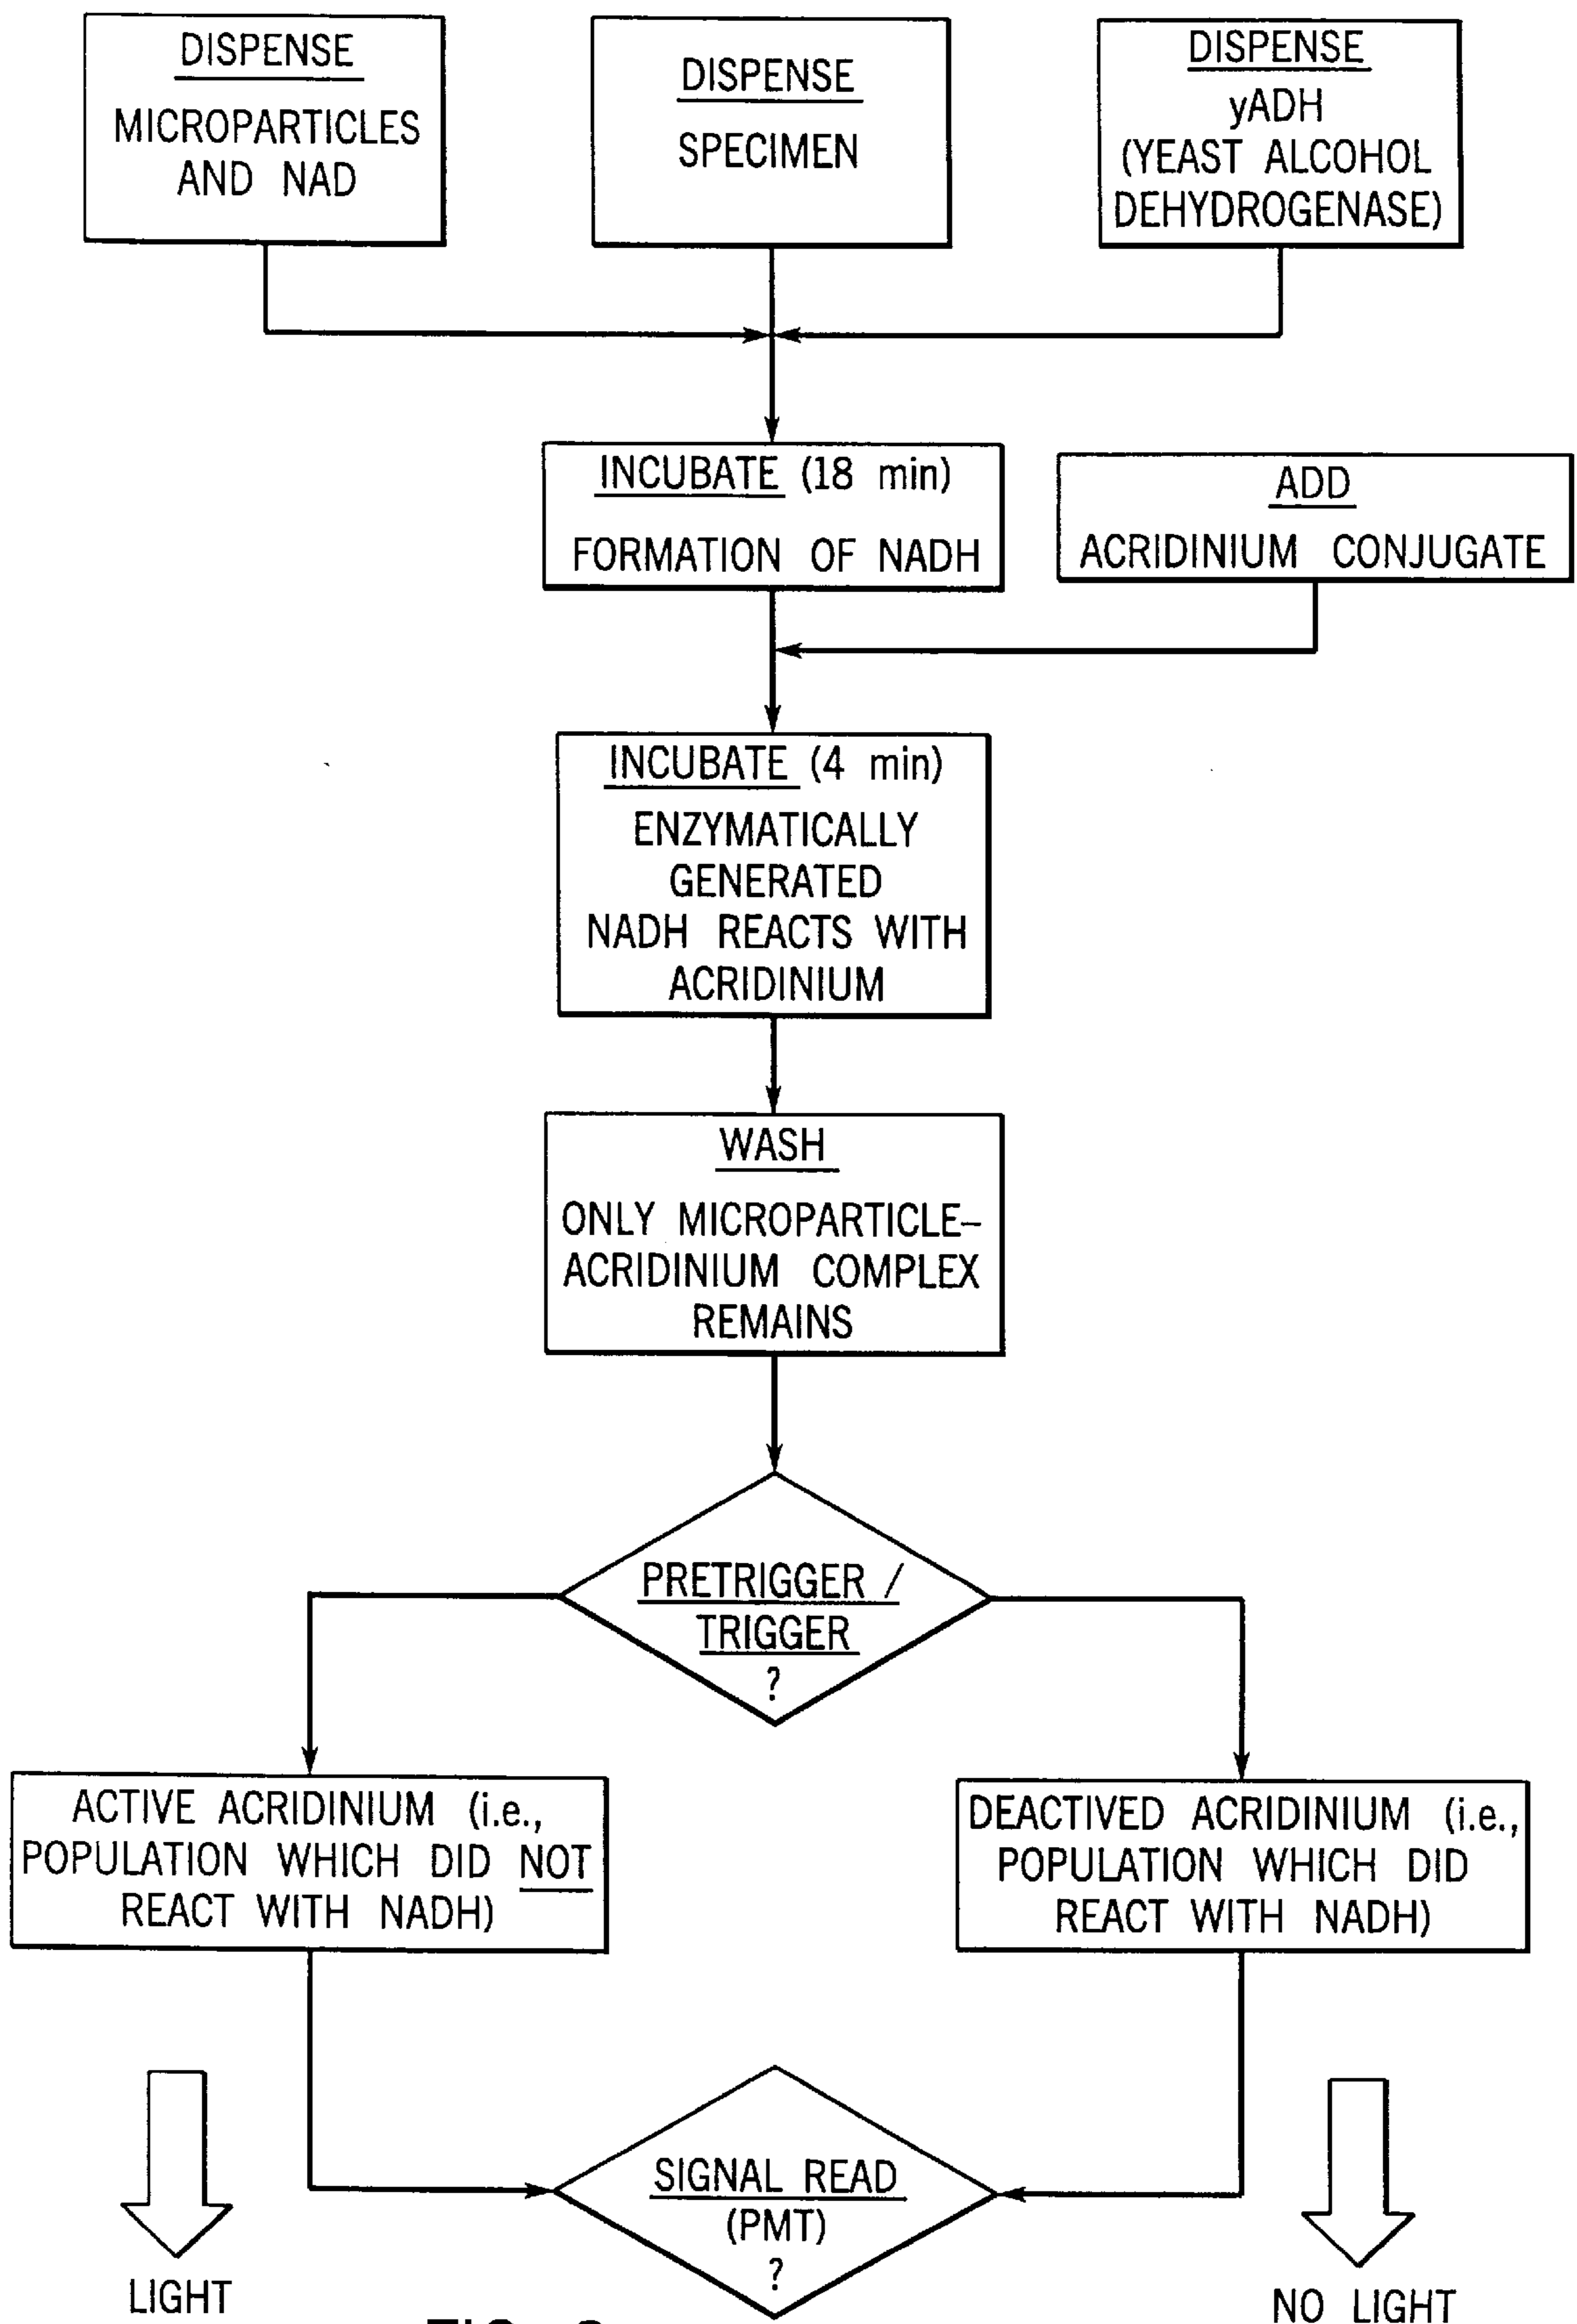 DISPENSE
MICROPARTICLES
AND NAD
DISPENSE
SPECIMEN
DISPENSE
yADH
(YEAST ALCOHOL
DEHYDROGENASE)
INCUBATE (18 min)
FORMATION OF NADH
ADD
ACRIDINIUM CONJUGATE
INCUBATE (4 min)
ENZYMATICALLY
GENERATED
NADH REACTS WITH
ACRIDINIUM
WASH
ONLY MICROPARTICLE-
ACRIDINIUM COMPLEX
REMAINS
PRETRIGGER /
TRIGGER
?
ACTIVE ACRIDINIUM (i.e.,
POPULATION WHICH DID NOT
REACT WITH NADH)
DEACTIVED ACRIDINIUM (i.e.,
POPULATION WHICH DID
REACT WITH NADH)
SIGNAL READ
(PMT)
?
LIGHT
NO LIGHT